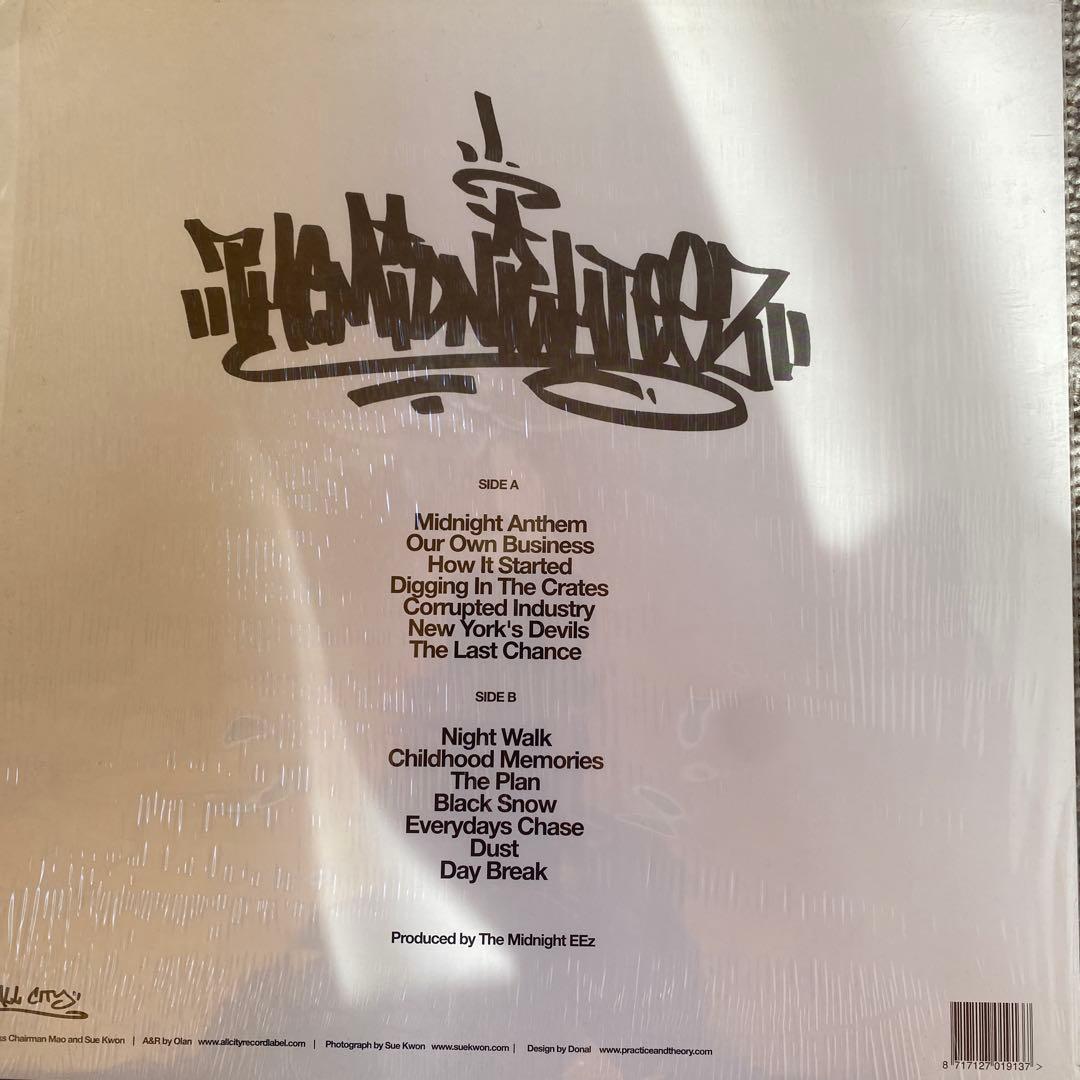 "THEMiDNiGHTEEZ"
SIDE A
Midnight Anthem
Our Own Business
How It Started
Digging In The Crates
Corrupted Industry
New York's Devils
The Last Chance
SIDE B
Night Walk
Childhood Memories
The Plan
Black Snow
Everydays Chase
Dust
Day Break
Produced by The Midnight EEz
ALL CITY
Chairman Mao and Sue Kwon | A&R by Olan www.allcityrecordlabel.com | Photograph by Sue Kwon www.suekwon.com | Design by Donal www.practiceandtheory.com
8 717127 019137 >